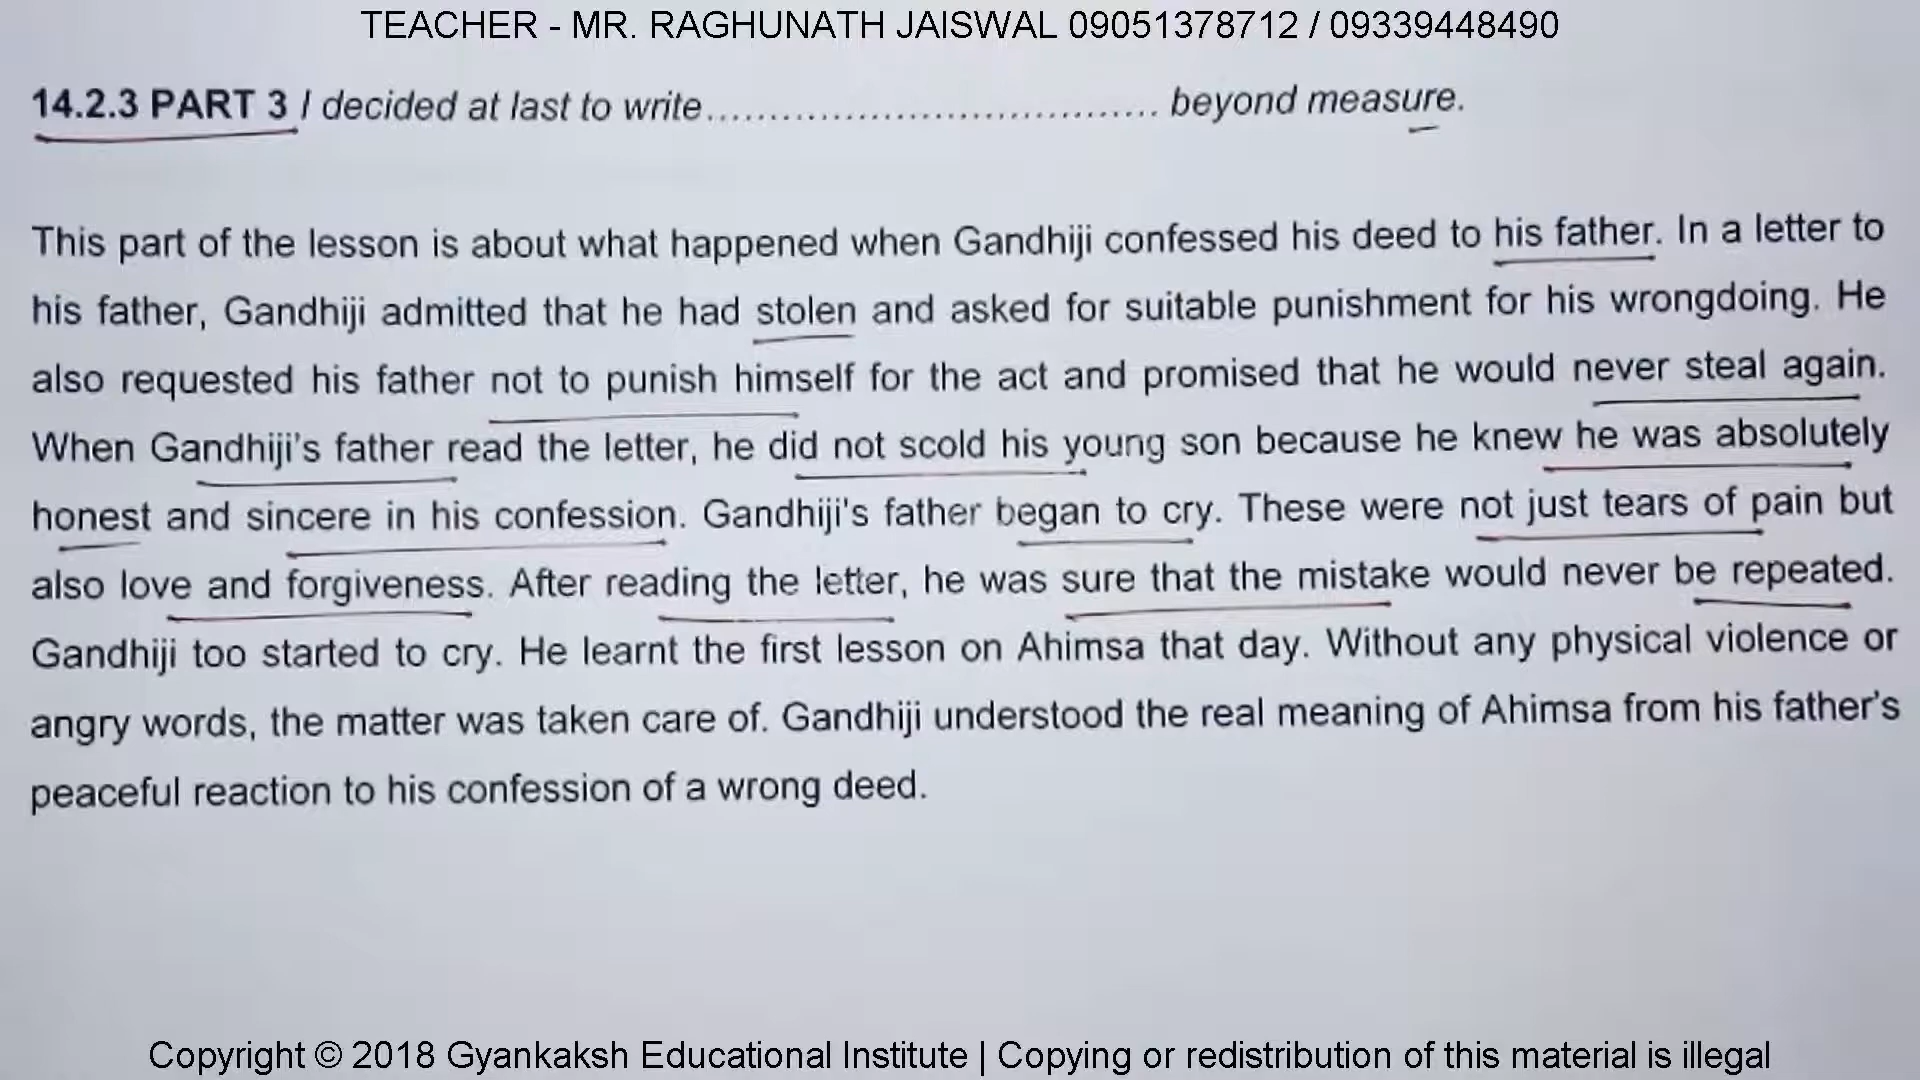 TEACHER - MR. RAGHUNATH JAISWAL 09051378712 / 09339448490
14.2.3 PART 3 I decided at last to write.................................... beyond measure.
This part of the lesson is about what happened when Gandhiji confessed his deed to his father. In a letter to
his father, Gandhiji admitted that he had stolen and asked for suitable punishment for his wrongdoing. He
also requested his father not to punish himself for the act and promised that he would never steal again.
When Gandhiji's father read the letter, he did not scold his young son because he knew he was absolutely
honest and sincere in his confession. Gandhiji's father began to cry. These were not just tears of pain but
also love and forgiveness. After reading the letter, he was sure that the mistake would never be repeated.
Gandhiji too started to cry. He learnt the first lesson on Ahimsa that day. Without any physical violence or
angry words, the matter was taken care of. Gandhiji understood the real meaning of Ahimsa from his father's
peaceful reaction to his confession of a wrong deed.
Copyright © 2018 Gyankaksh Educational Institute | Copying or redistribution of this material is illegal